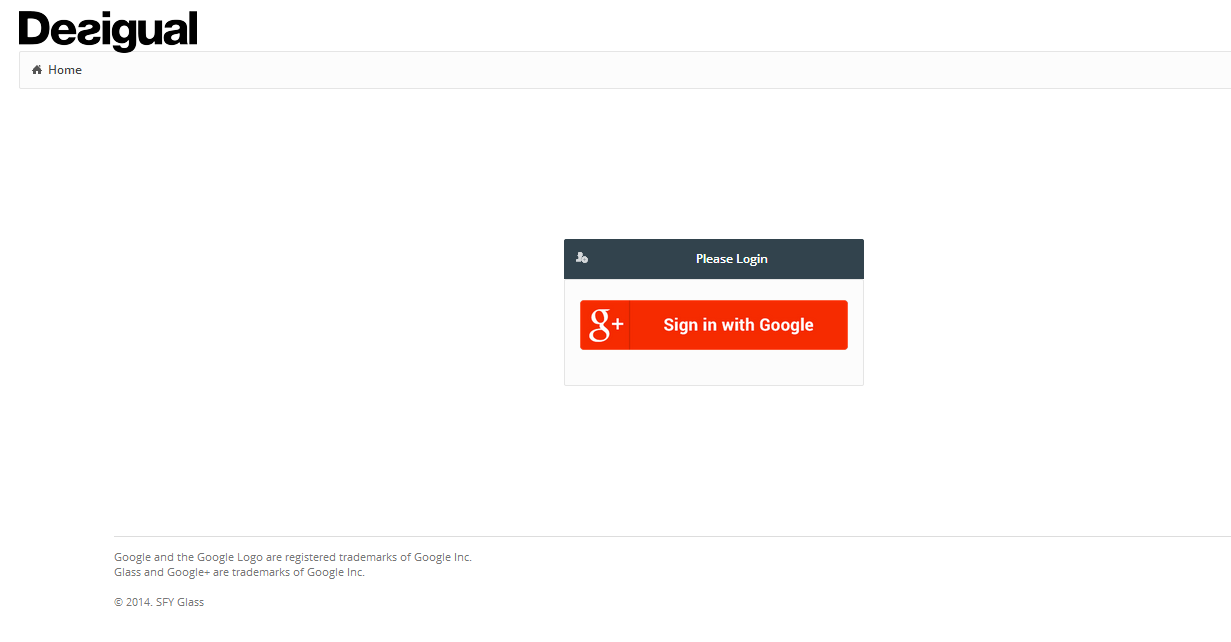 Desigual
Home
Please Login
g+ Sign in with Google
Google and the Google Logo are registered trademarks of Google Inc.
Glass and Google+ are trademarks of Google Inc.
© 2014. SFY Glass